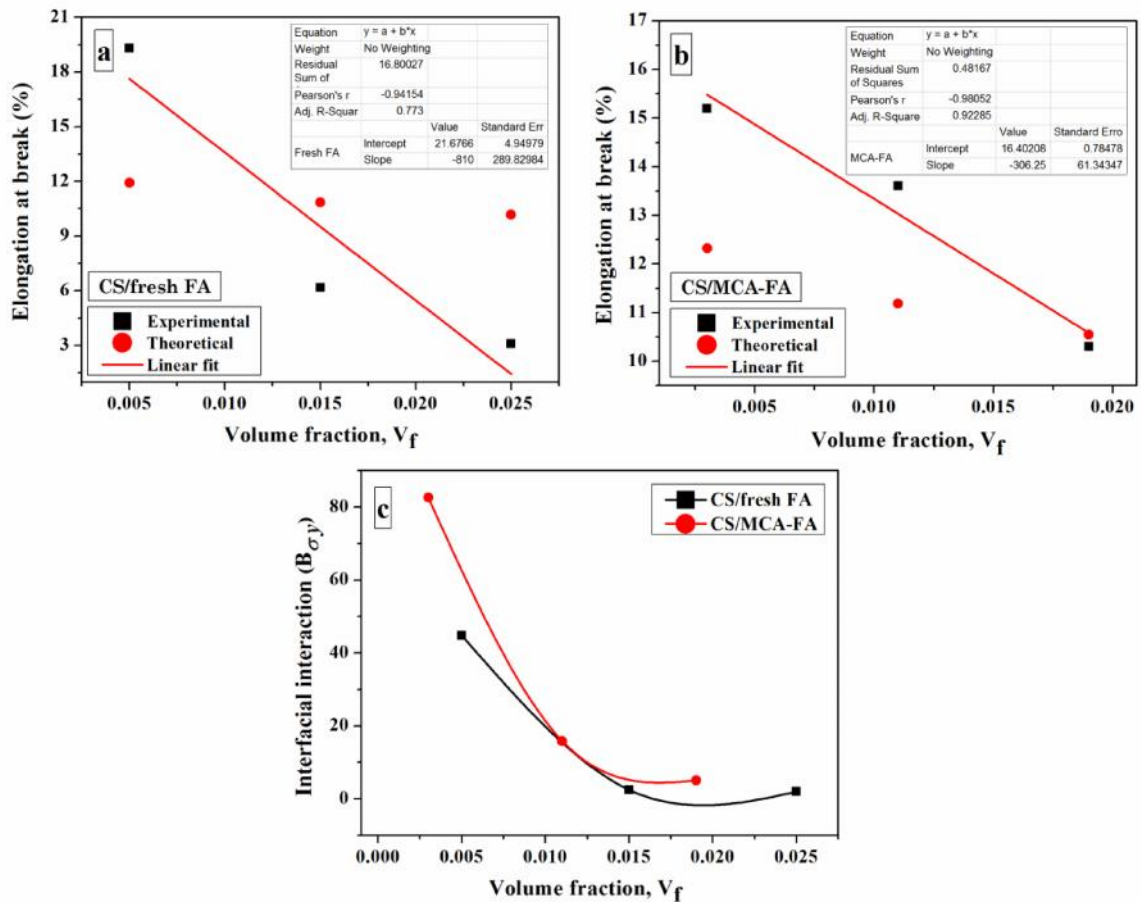 21
18
15
12
9
6
3
Elongation at break (%)
a
Equation y = a + b*x
Weight No Weighting
Residual 16.80027
Sum of
Pearson's r -0.94154
Adj. R-Squar 0.773
Value Standard Err
Fresh FA Intercept 21.6766 4.94979
Slope -810 289.82984
CS/fresh FA
Experimental
Theoretical
Linear fit
0.005 0.010 0.015 0.020 0.025
Volume fraction, Vf
17
16
15
14
13
12
11
10
Elongation at break (%)
b
Equation y = a + b*x
Weight No Weighting
Residual Sum 0.48167
of Squares
Pearson's r -0.98052
Adj. R-Square 0.92285
Value Standard Erro
MCA-FA Intercept 16.40208 0.78478
Slope -306.25 61.34347
CS/MCA-FA
Experimental
Theoretical
Linear fit
0.005 0.010 0.015 0.020
Volume fraction, Vf
80
60
40
20
0
Interfacial interaction (Bσy)
c
CS/fresh FA
CS/MCA-FA
0.000 0.005 0.010 0.015 0.020 0.025
Volume fraction, Vf